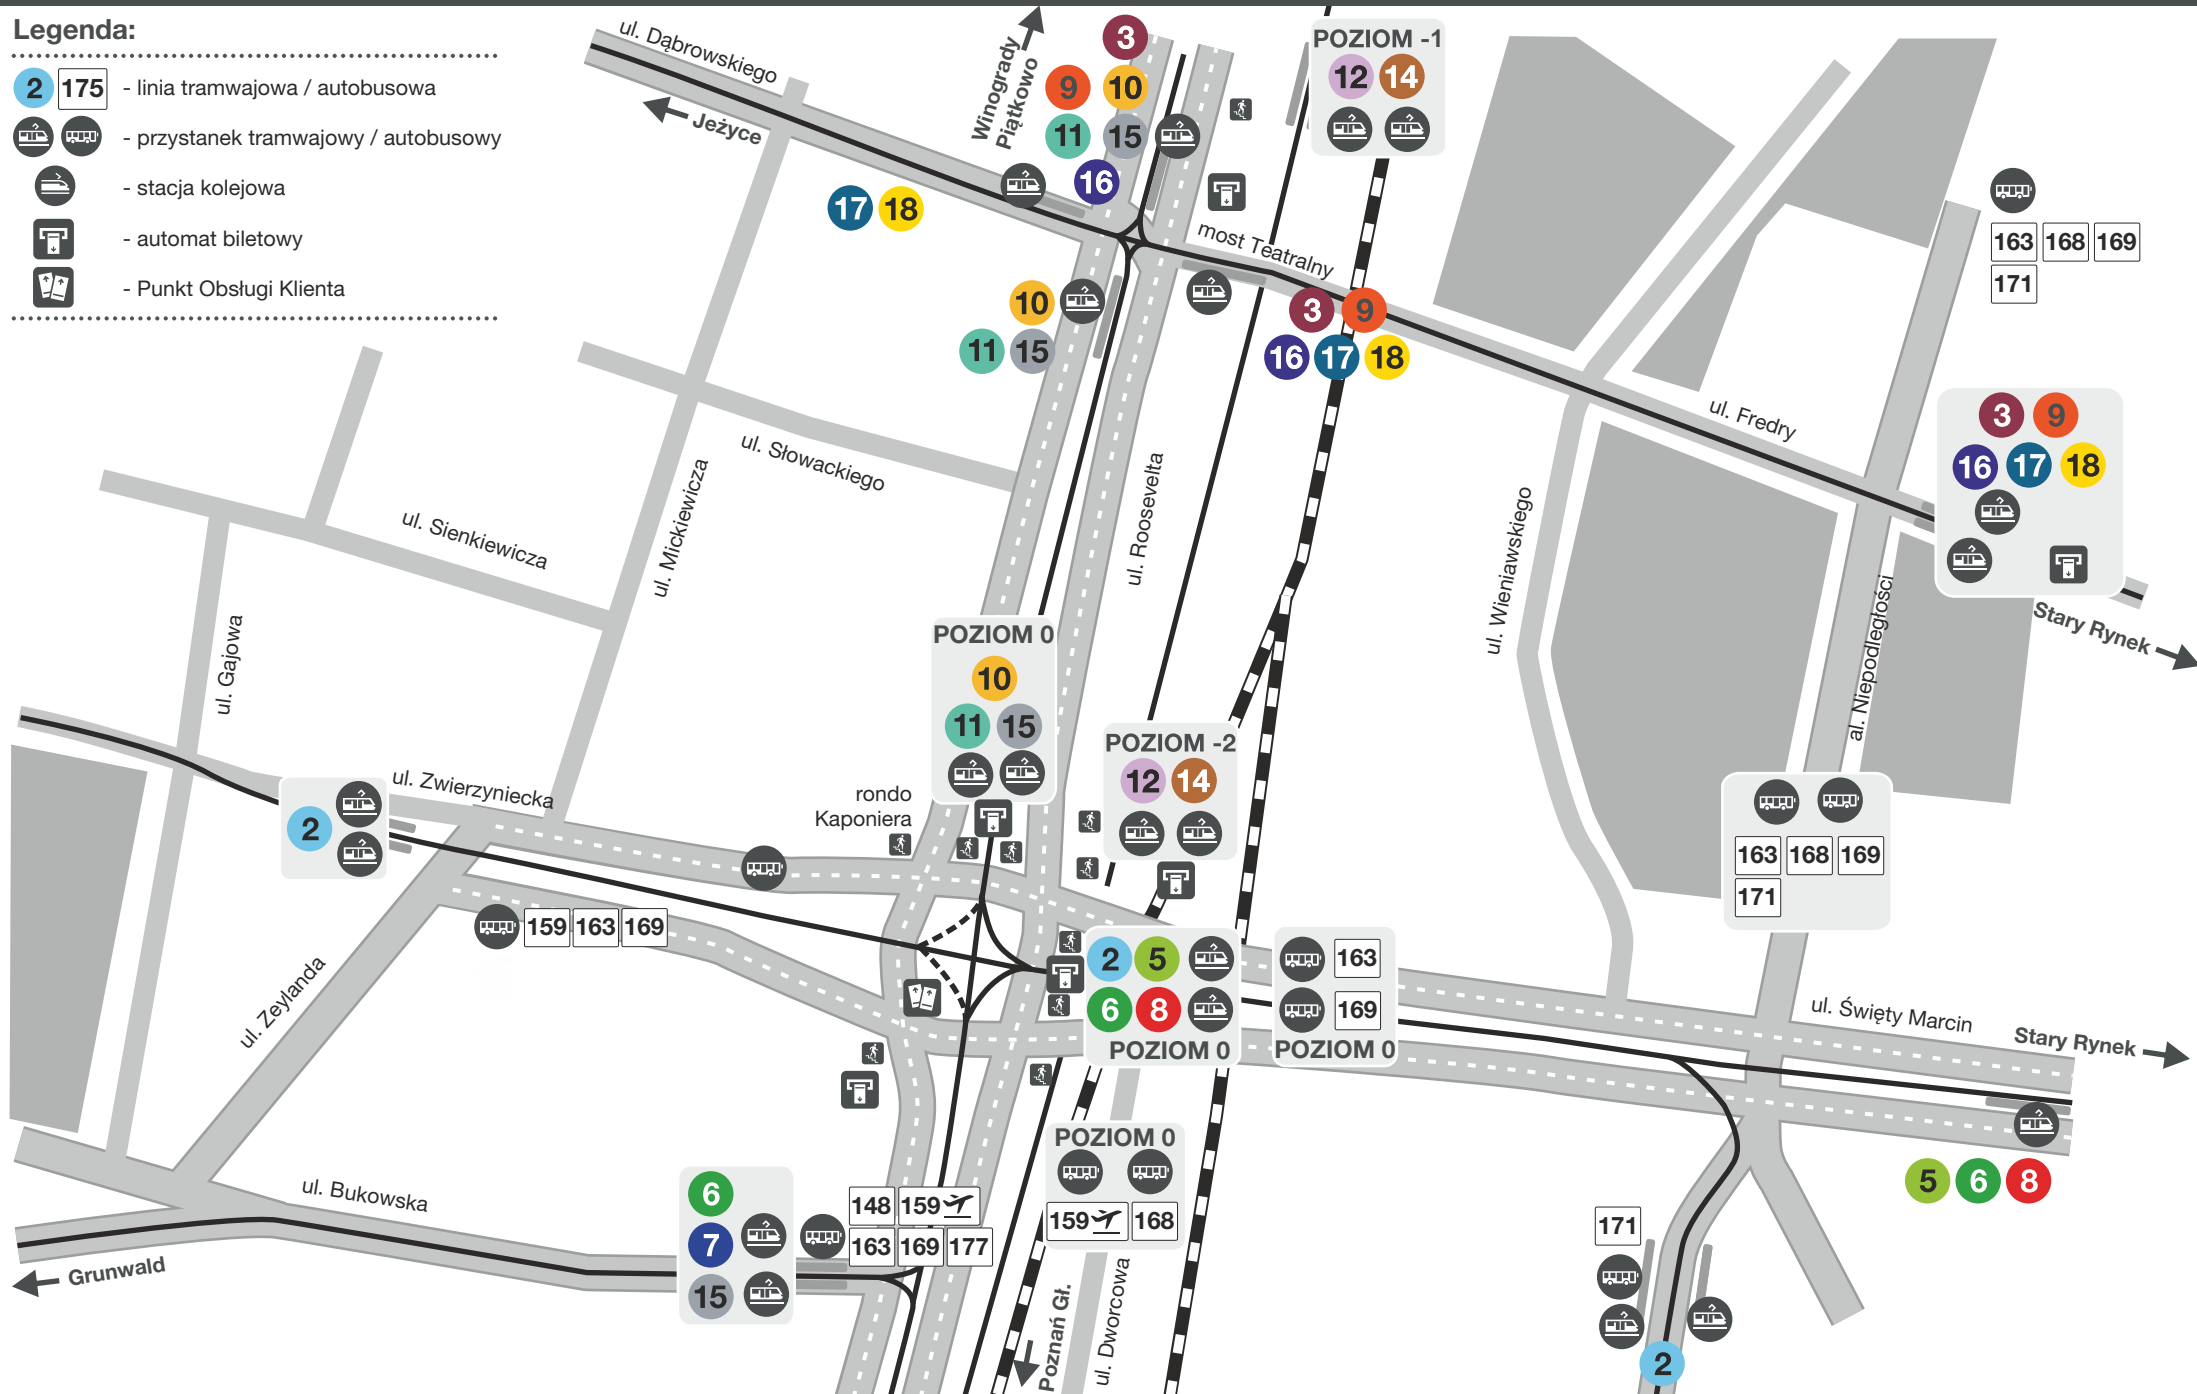 Legenda:
2 175 - linia tramwajowa / autobusowa
- przystanek tramwajowy / autobusowy
- stacja kolejowa
- automat biletowy
- Punkt Obsługi Klienta
ul. Dąbrowskiego
Jeżyce
Winogrady
Piątkowo
3
9 10
11 15
16
17 18
POZIOM -1
12 14
163 168 169
171
most Teatralny
10
11 15
3 9
16 17 18
ul. Fredry
3 9
16 17 18
Stary Rynek
ul. Słowackiego
ul. Mickiewicza
ul. Sienkiewicza
ul. Gajowa
ul. Roosevelta
ul. Wieniawskiego
al. Niepodległości
POZIOM 0
10
11 15
POZIOM -2
12 14
rondo
Kaponiera
ul. Zwierzyniecka
2
163 168 169
171
159 163 169
2 5
6 8
POZIOM 0
163
169
POZIOM 0
ul. Święty Marcin
Stary Rynek
ul. Zeylanda
ul. Bukowska
Grunwald
6
7
15
148 159
163 169 177
POZIOM 0
159 168
Poznań Gł.
ul. Dworcowa
5 6 8
171
2